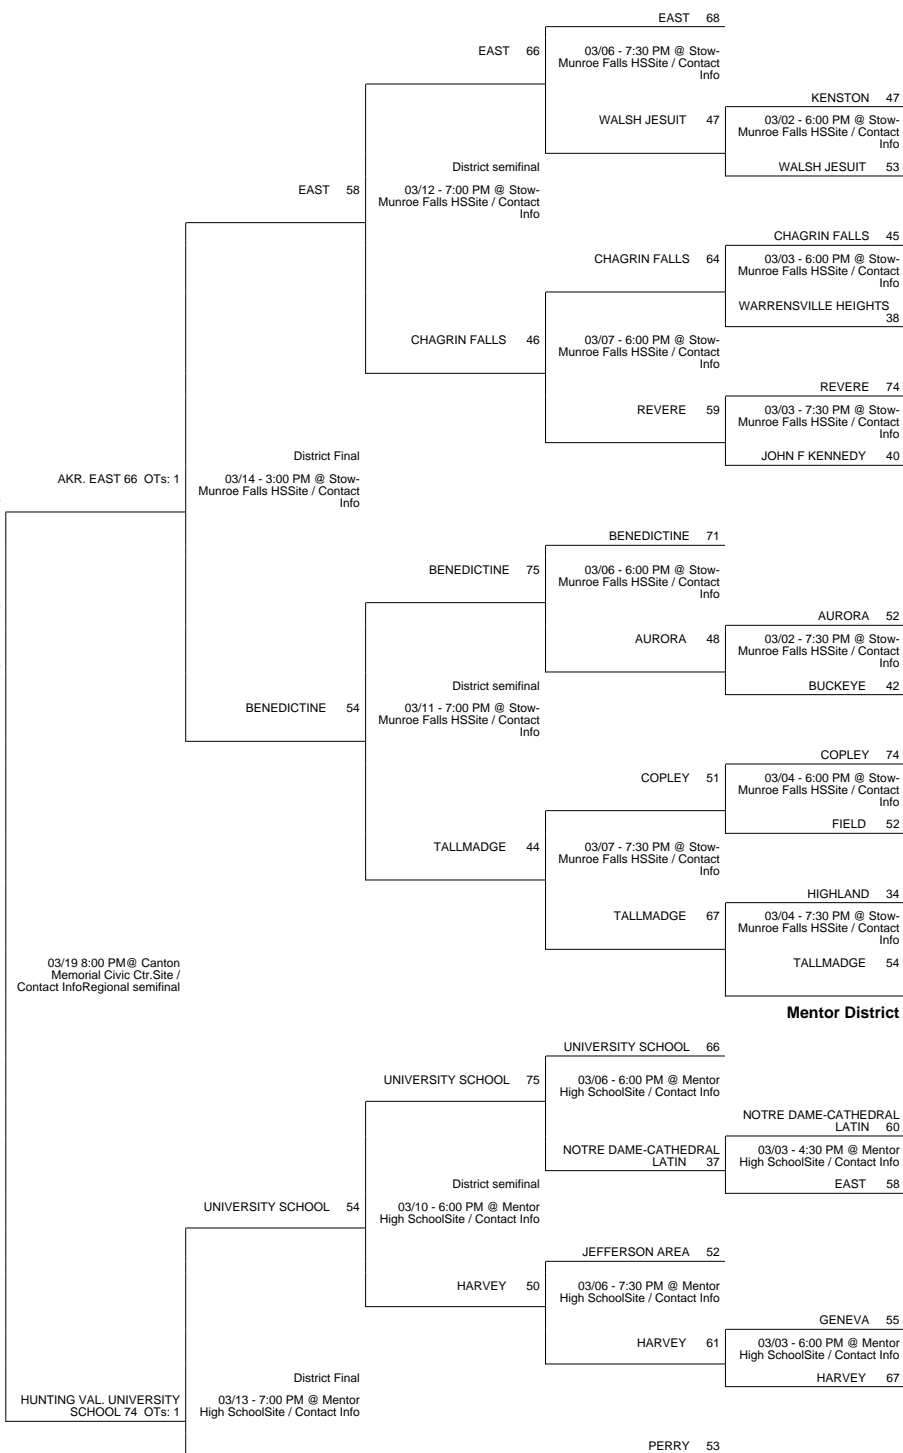 EAST 68
EAST 66
03/06 - 7:30 PM @ Stow-
Munroe Falls HSSite / Contact
Info
KENSTON 47
WALSH JESUIT 47
03/02 - 6:00 PM @ Stow-
Munroe Falls HSSite / Contact
Info
WALSH JESUIT 53
District semifinal
EAST 58
03/12 - 7:00 PM @ Stow-
Munroe Falls HSSite / Contact
Info
CHAGRIN FALLS 45
CHAGRIN FALLS 64
03/03 - 6:00 PM @ Stow-
Munroe Falls HSSite / Contact
Info
WARRENSVILLE HEIGHTS
38
CHAGRIN FALLS 46
03/07 - 6:00 PM @ Stow-
Munroe Falls HSSite / Contact
Info
REVERE 74
REVERE 59
03/03 - 7:30 PM @ Stow-
Munroe Falls HSSite / Contact
Info
JOHN F KENNEDY 40
District Final
AKR. EAST 66 OTs: 1
03/14 - 3:00 PM @ Stow-
Munroe Falls HSSite / Contact
Info
BENEDICTINE 71
BENEDICTINE 75
03/06 - 6:00 PM @ Stow-
Munroe Falls HSSite / Contact
Info
AURORA 52
AURORA 48
03/02 - 7:30 PM @ Stow-
Munroe Falls HSSite / Contact
Info
BUCKEYE 42
District semifinal
BENEDICTINE 54
03/11 - 7:00 PM @ Stow-
Munroe Falls HSSite / Contact
Info
COPLEY 74
COPLEY 51
03/04 - 6:00 PM @ Stow-
Munroe Falls HSSite / Contact
Info
FIELD 52
TALLMADGE 44
03/07 - 7:30 PM @ Stow-
Munroe Falls HSSite / Contact
Info
HIGHLAND 34
TALLMADGE 67
03/04 - 7:30 PM @ Stow-
Munroe Falls HSSite / Contact
Info
TALLMADGE 54
03/19 8:00 PM@ Canton
Memorial Civic Ctr.Site /
Contact InfoRegional semifinal
Mentor District
UNIVERSITY SCHOOL 66
UNIVERSITY SCHOOL 75
03/06 - 6:00 PM @ Mentor
High SchoolSite / Contact Info
NOTRE DAME-CATHEDRAL
LATIN 60
NOTRE DAME-CATHEDRAL
LATIN 37
03/03 - 4:30 PM @ Mentor
High SchoolSite / Contact Info
EAST 58
District semifinal
UNIVERSITY SCHOOL 54
03/10 - 6:00 PM @ Mentor
High SchoolSite / Contact Info
JEFFERSON AREA 52
HARVEY 50
03/06 - 7:30 PM @ Mentor
High SchoolSite / Contact Info
GENEVA 55
HARVEY 61
03/03 - 6:00 PM @ Mentor
High SchoolSite / Contact Info
HARVEY 67
District Final
HUNTING VAL. UNIVERSITY
SCHOOL 74 OTs: 1
03/13 - 7:00 PM @ Mentor
High SchoolSite / Contact Info
PERRY 53